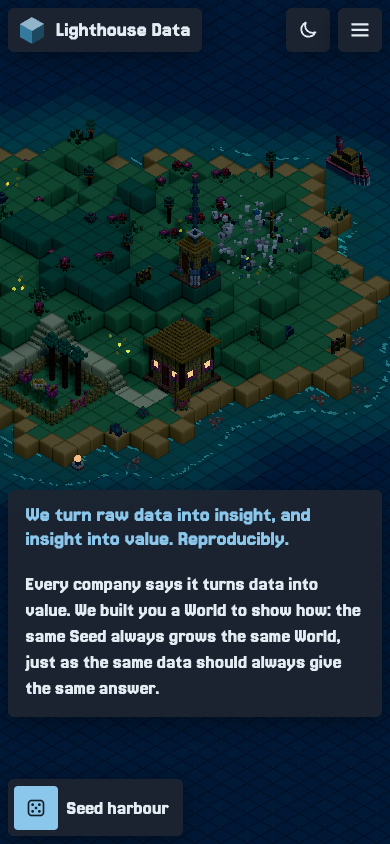 Lighthouse Data
We turn raw data into insight, and
insight into value. Reproducibly.
Every company says it turns data into
value. We built you a World to show how: the
same Seed always grows the same World,
just as the same data should always give
the same answer.
Seed harbour